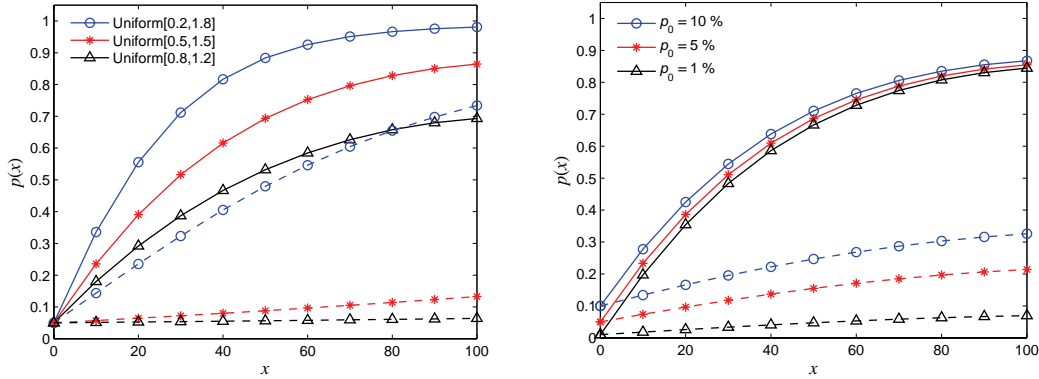 Uniform[0.2,1.8]
Uniform[0.5,1.5]
Uniform[0.8,1.2]
1
0.9
0.8
0.7
0.6
0.5
0.4
0.3
0.2
0.1
0
p(x)
0 20 40 60 80 100
x
p0 = 10 %
p0 = 5 %
p0 = 1 %
1
0.9
0.8
0.7
0.6
0.5
0.4
0.3
0.2
0.1
0
p(x)
0 20 40 60 80 100
x